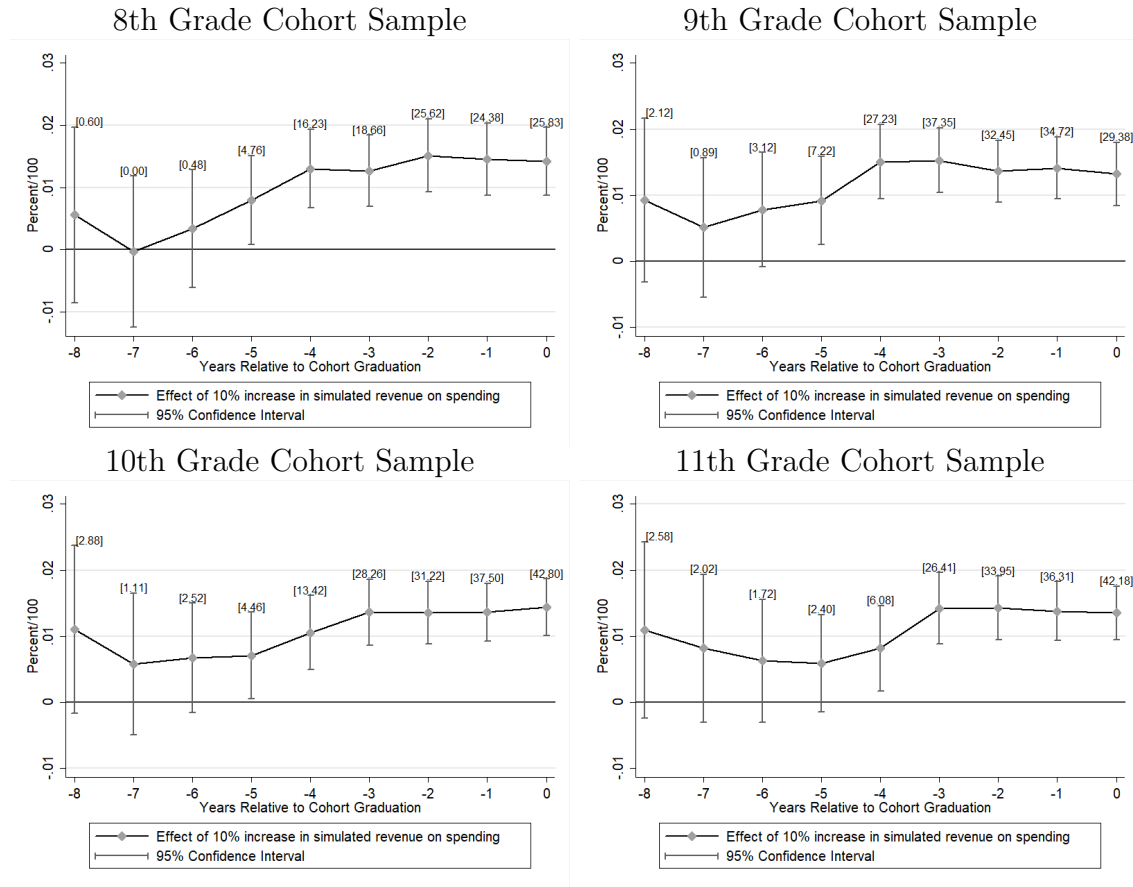 8th Grade Cohort Sample
.03
.02
.01
0
-.01
Percent/100
[0.60]
[0.00]
[0.48]
[4.76]
[16.23]
[18.66]
[25.62]
[24.38]
[25.83]
-8 -7 -6 -5 -4 -3 -2 -1 0
Years Relative to Cohort Graduation
Effect of 10% increase in simulated revenue on spending
95% Confidence Interval
9th Grade Cohort Sample
.03
.02
.01
0
-.01
Percent/100
[2.12]
[0.89]
[3.12]
[7.22]
[27.23]
[37.35]
[32.45]
[34.72]
[29.38]
-8 -7 -6 -5 -4 -3 -2 -1 0
Years Relative to Cohort Graduation
Effect of 10% increase in simulated revenue on spending
95% Confidence Interval
10th Grade Cohort Sample
.03
.02
.01
0
-.01
Percent/100
[2.88]
[1.11]
[2.52]
[4.46]
[13.42]
[28.26]
[31.22]
[37.50]
[42.80]
-8 -7 -6 -5 -4 -3 -2 -1 0
Years Relative to Cohort Graduation
Effect of 10% increase in simulated revenue on spending
95% Confidence Interval
11th Grade Cohort Sample
.03
.02
.01
0
-.01
Percent/100
[2.58]
[2.02]
[1.72]
[2.40]
[6.08]
[26.41]
[33.95]
[36.31]
[42.18]
-8 -7 -6 -5 -4 -3 -2 -1 0
Years Relative to Cohort Graduation
Effect of 10% increase in simulated revenue on spending
95% Confidence Interval